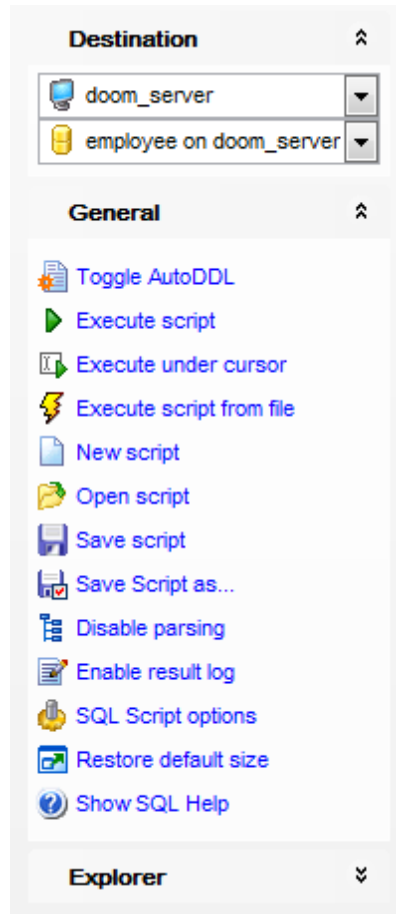 Destination
doom_server
employee on doom_server
General
Toggle AutoDDL
Execute script
Execute under cursor
Execute script from file
New script
Open script
Save script
Save Script as...
Disable parsing
Enable result log
SQL Script options
Restore default size
Show SQL Help
Explorer